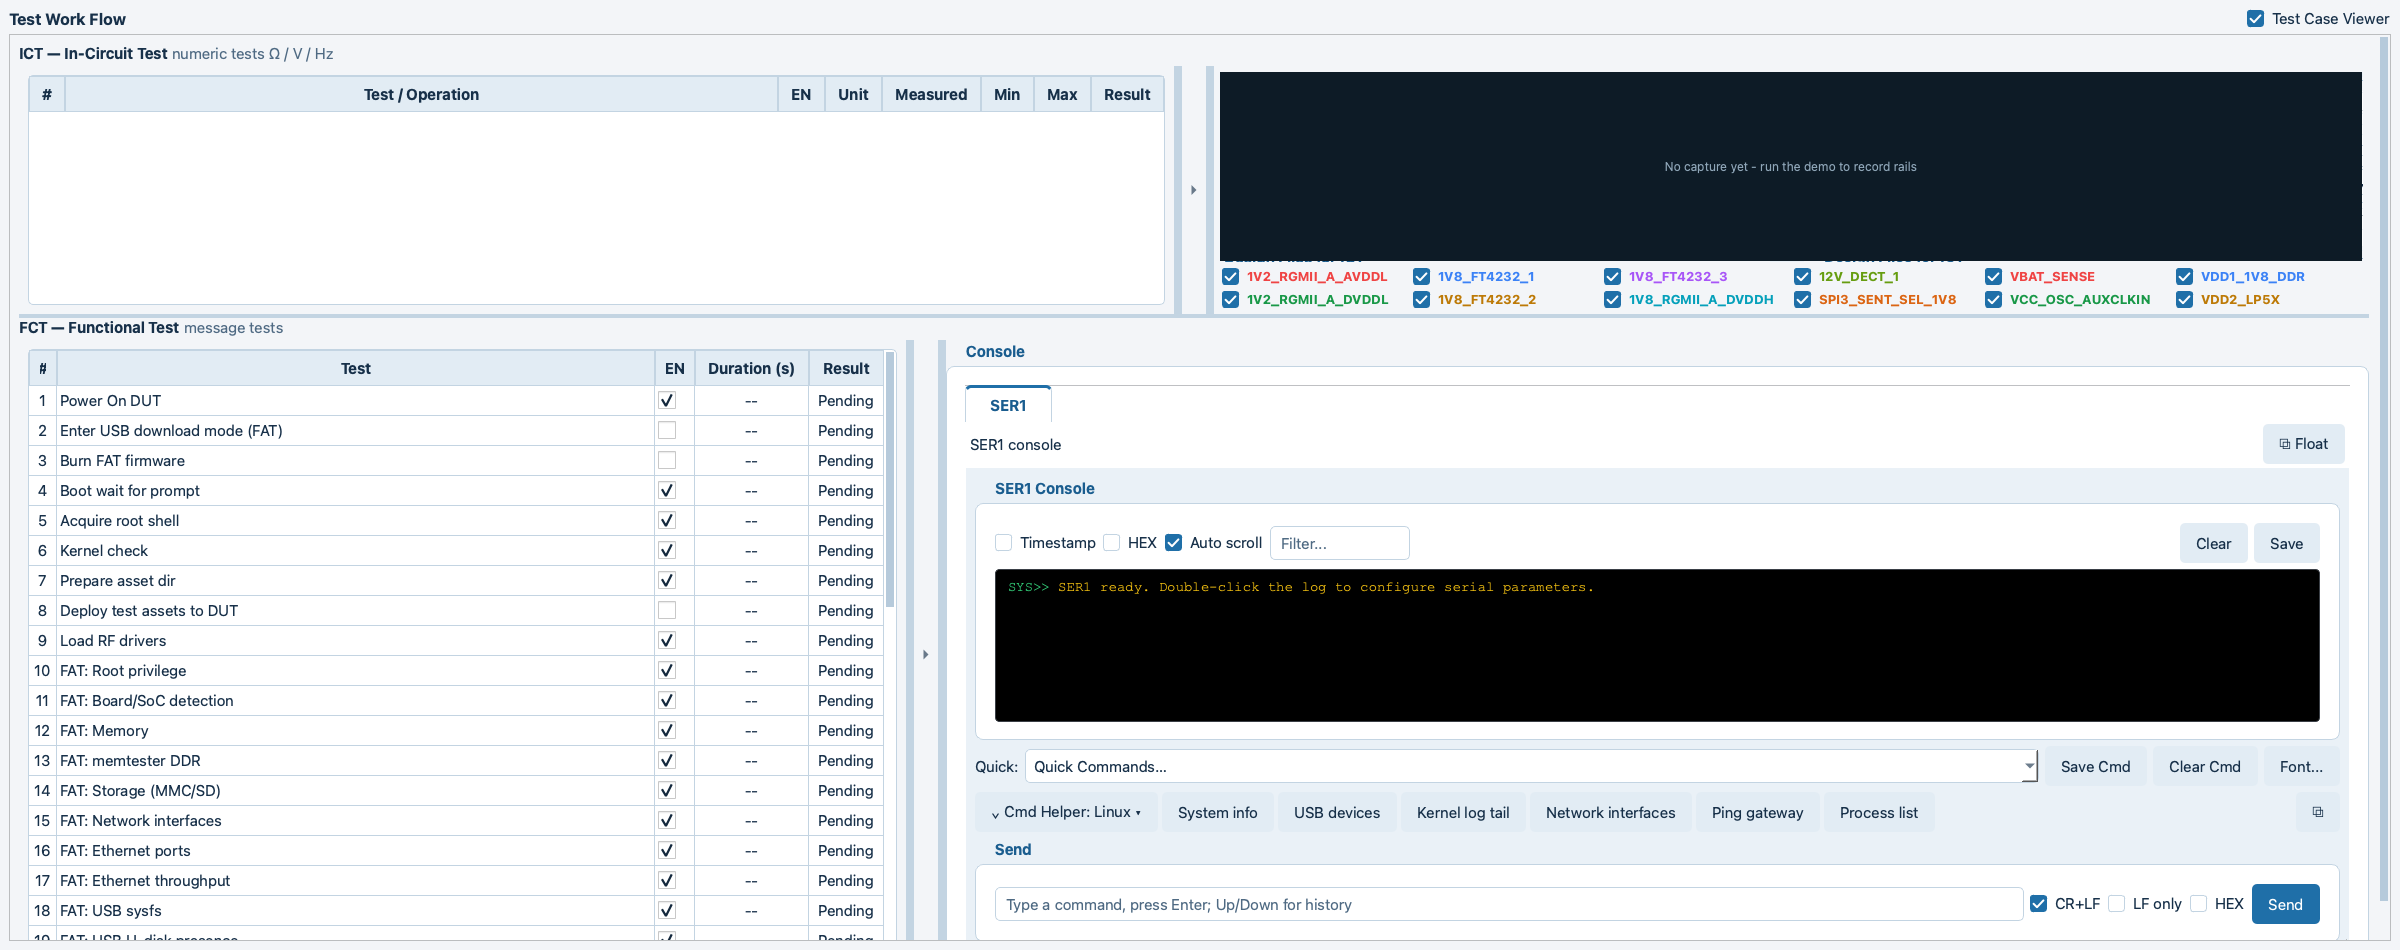 Test Work Flow
Test Case Viewer
ICT — In-Circuit Test numeric tests Ω / V / Hz
# Test / Operation EN Unit Measured Min Max Result
No capture yet - run the demo to record rails
1V2_RGMII_A_AVDDL 1V8_FT4232_1 1V8_FT4232_3 12V_DECT_1 VBAT_SENSE VDD1_1V8_DDR
1V2_RGMII_A_DVDDL 1V8_FT4232_2 1V8_RGMII_A_DVDDH SPI3_SENT_SEL_1V8 VCC_OSC_AUXCLKIN VDD2_LP5X
FCT — Functional Test message tests
# Test EN Duration (s) Result
1 Power On DUT -- Pending
2 Enter USB download mode (FAT) -- Pending
3 Burn FAT firmware -- Pending
4 Boot wait for prompt -- Pending
5 Acquire root shell -- Pending
6 Kernel check -- Pending
7 Prepare asset dir -- Pending
8 Deploy test assets to DUT -- Pending
9 Load RF drivers -- Pending
10 FAT: Root privilege -- Pending
11 FAT: Board/SoC detection -- Pending
12 FAT: Memory -- Pending
13 FAT: memtester DDR -- Pending
14 FAT: Storage (MMC/SD) -- Pending
15 FAT: Network interfaces -- Pending
16 FAT: Ethernet ports -- Pending
17 FAT: Ethernet throughput -- Pending
18 FAT: USB sysfs -- Pending
19 FAT: USB U-disk presence -- Pending
Console
SER1
SER1 console
Float
SER1 Console
Timestamp HEX Auto scroll Filter... Clear Save
SYS>> SER1 ready. Double-click the log to configure serial parameters.
Quick: Quick Commands... Save Cmd Clear Cmd Font...
Cmd Helper: Linux System info USB devices Kernel log tail Network interfaces Ping gateway Process list
Send
Type a command, press Enter; Up/Down for history CR+LF LF only HEX Send